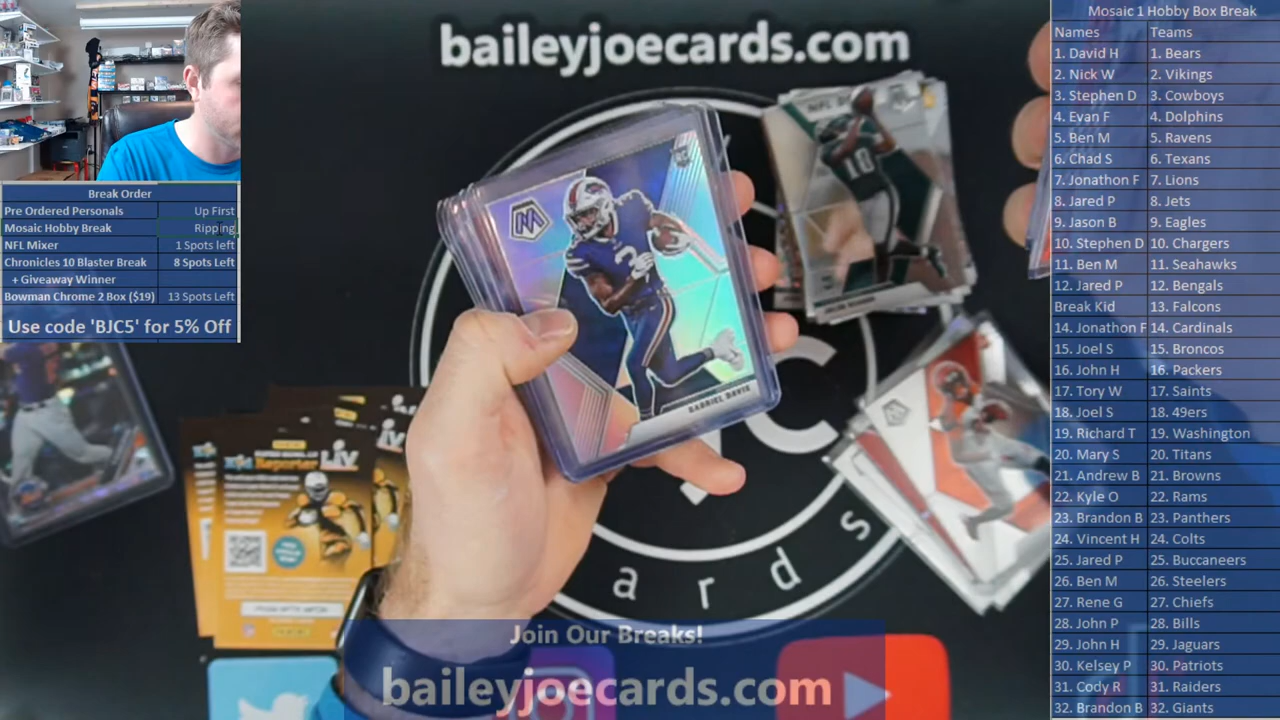 baileyjoecards.com
Break Order
Pre Ordered Personals Up First
Mosaic Hobby Break Ripping
NFL Mixer 1 Spots left
Chronicles 10 Blaster Break 8 Spots Left
+ Giveaway Winner
Bowman Chrome 2 Box ($19) 13 Spots Left
Use code 'BJC5' for 5% Off
GABRIEL DAVIS
3
10
LIV
C
ards
Join Our Breaks!
baileyjoecards.com
Mosaic 1 Hobby Box Break
Names Teams
1. David H 1. Bears
2. Nick W 2. Vikings
3. Stephen D 3. Cowboys
4. Evan F 4. Dolphins
5. Ben M 5. Ravens
6. Chad S 6. Texans
7. Jonathon F 7. Lions
8. Jared P 8. Jets
9. Jason B 9. Eagles
10. Stephen D 10. Chargers
11. Ben M 11. Seahawks
12. Jared P 12. Bengals
Break Kid 13. Falcons
14. Jonathon F 14. Cardinals
15. Joel S 15. Broncos
16. John H 16. Packers
17. Tory W 17. Saints
18. Joel S 18. 49ers
19. Richard T 19. Washington
20. Mary S 20. Titans
21. Andrew B 21. Browns
22. Kyle O 22. Rams
23. Brandon B 23. Panthers
24. Vincent H 24. Colts
25. Jared P 25. Buccaneers
26. Ben M 26. Steelers
27. Rene G 27. Chiefs
28. John P 28. Bills
29. John H 29. Jaguars
30. Kelsey P 30. Patriots
31. Cody R 31. Raiders
32. Brandon B 32. Giants